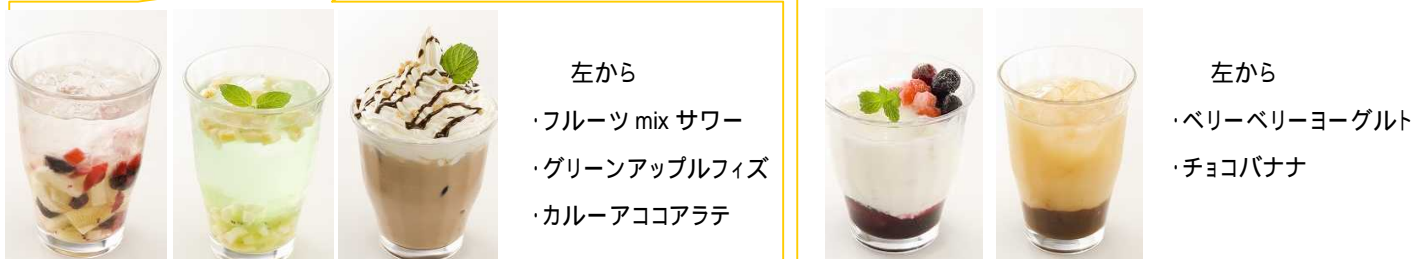 左から
・フルーツ mix サワー
・グリーンアップルフィズ
・カルーアココアラテ
左から
・ベリーベリーヨーグルト
・チョコバナナ